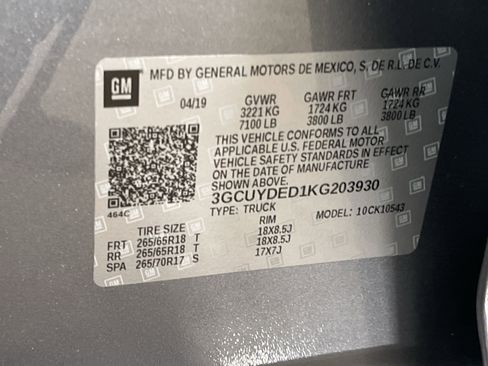 GM MFD BY GENERAL MOTORS DE MEXICO, S. DE R.L. DE C.V.
04/19 GVWR GAWR FRT GAWR RR
3221 KG 1724 KG 1724 KG
7100 LB 3800 LB 3800 LB
THIS VEHICLE CONFORMS TO ALL
APPLICABLE U.S. FEDERAL MOTOR
VEHICLE SAFETY STANDARDS IN EFFECT
ON THE DATE OF MANUFACTURE
SHOWN ABOVE.
464C 3GCUYDED1KG203930
TYPE: TRUCK MODEL: 10CK10543
TIRE SIZE RIM
FRT 265/65R18 T 18X8.5J
RR 265/65R18 T 18X8.5J
SPA 265/70R17 S 17X7J